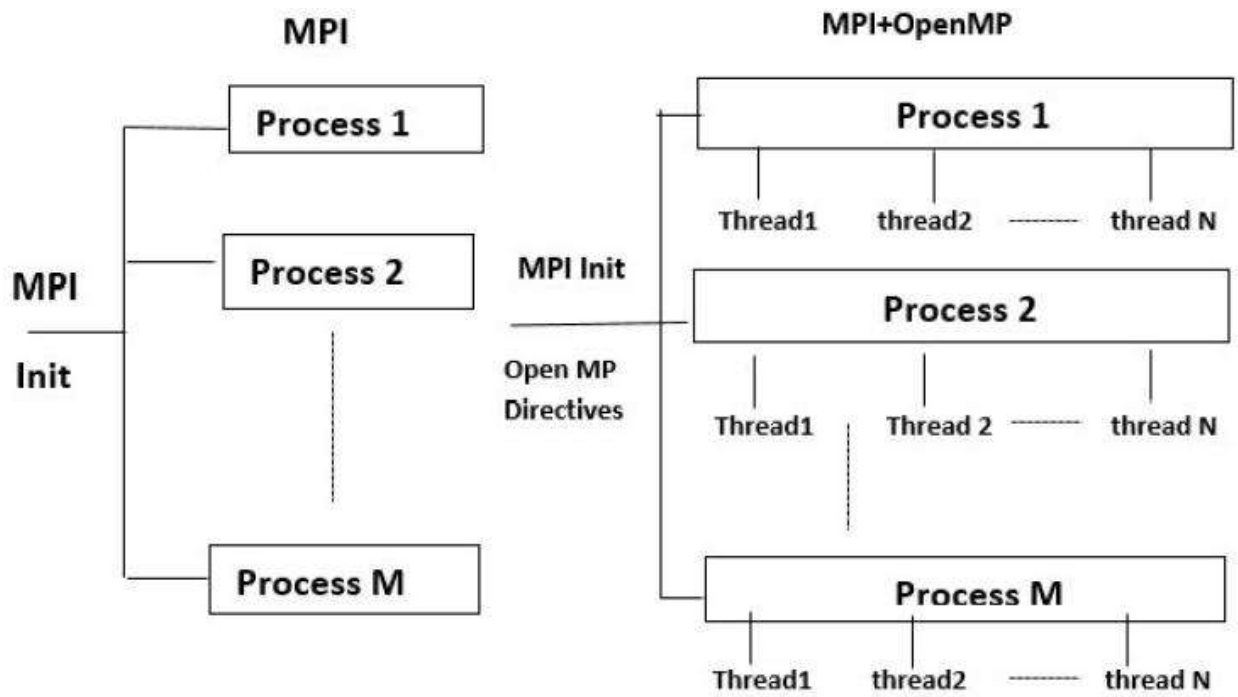 MPI
Process 1
Process 2
MPI
Init
Process M
MPI+OpenMP
Process 1
Thread1 thread2 thread N
MPI Init
Process 2
Open MP
Directives
Thread1 Thread 2 thread N
Process M
Thread1 thread2 thread N